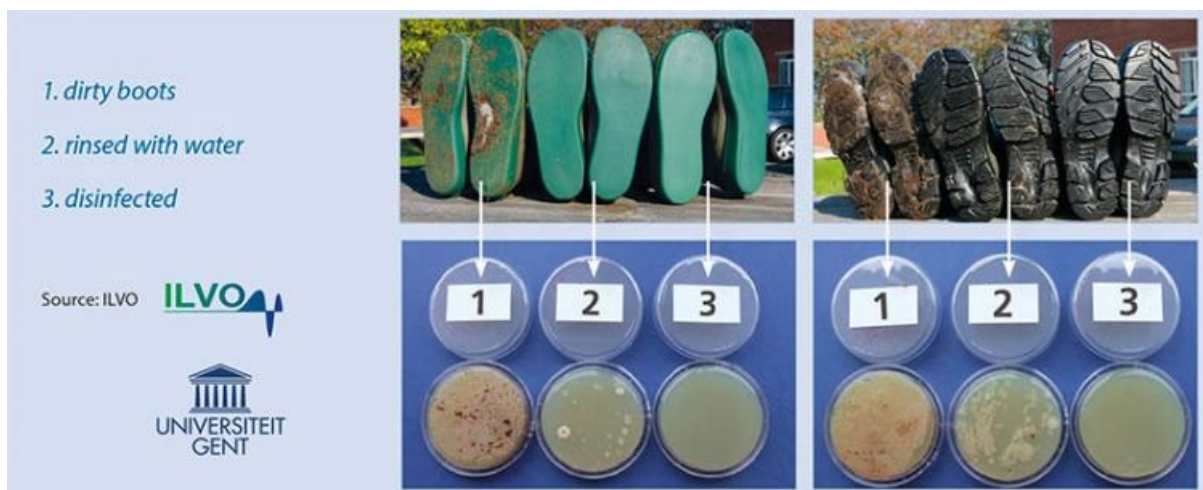 1. dirty boots
2. rinsed with water
3. disinfected
Source: ILVO
ILVO
UNIVERSITEIT
GENT
1 2 3
1 2 3